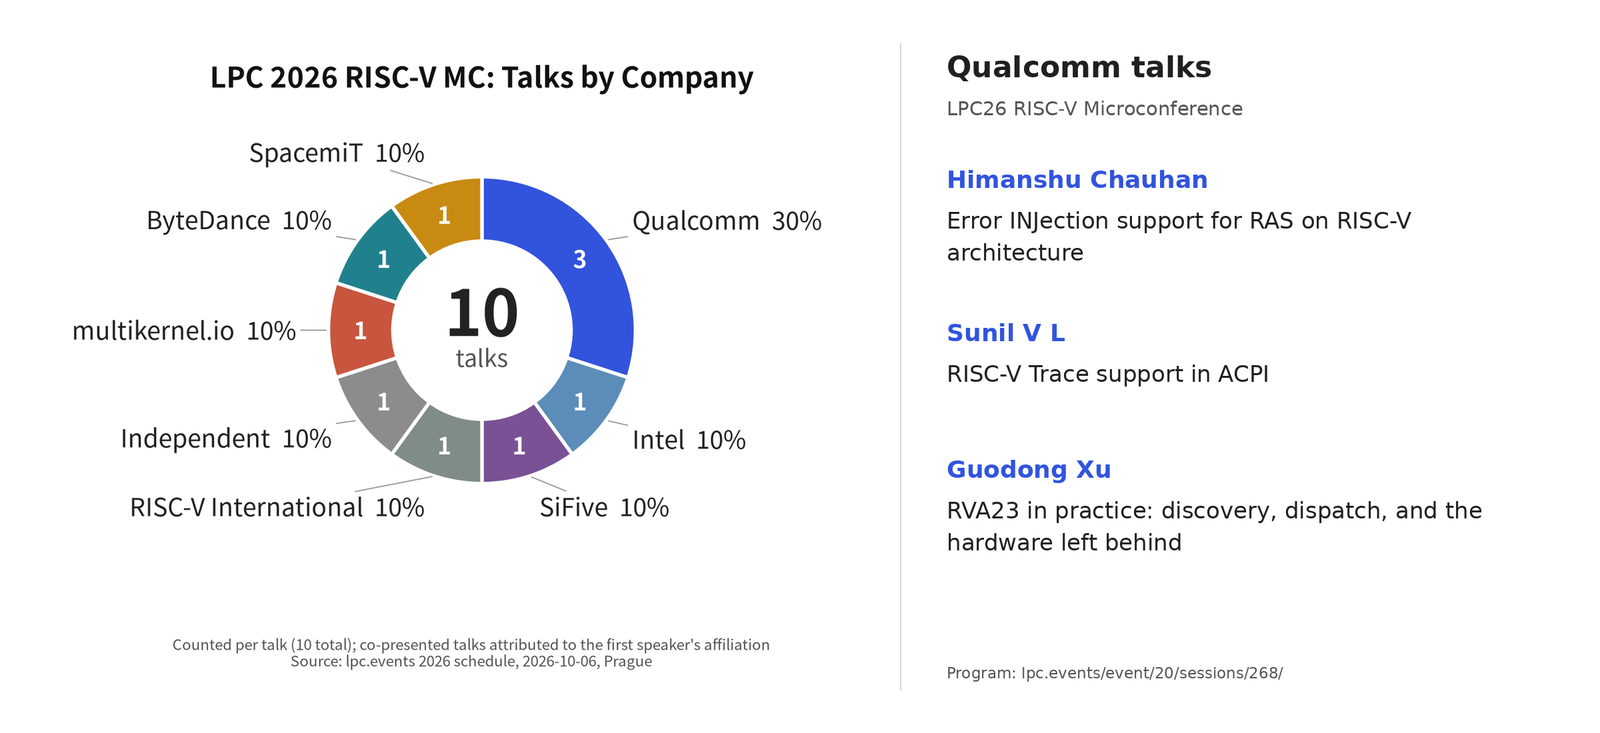 LPC 2026 RISC-V MC: Talks by Company
SpacemiT 10%
ByteDance 10%
multikernel.io 10%
Independent 10%
RISC-V International 10%
SiFive 10%
Intel 10%
Qualcomm 30%
1
1
1
1
1
1
1
3
10
talks
Counted per talk (10 total); co-presented talks attributed to the first speaker's affiliation
Source: lpc.events 2026 schedule, 2026-10-06, Prague
Qualcomm talks
LPC26 RISC-V Microconference
Himanshu Chauhan
Error INJection support for RAS on RISC-V
architecture
Sunil V L
RISC-V Trace support in ACPI
Guodong Xu
RVA23 in practice: discovery, dispatch, and the
hardware left behind
Program: lpc.events/event/20/sessions/268/